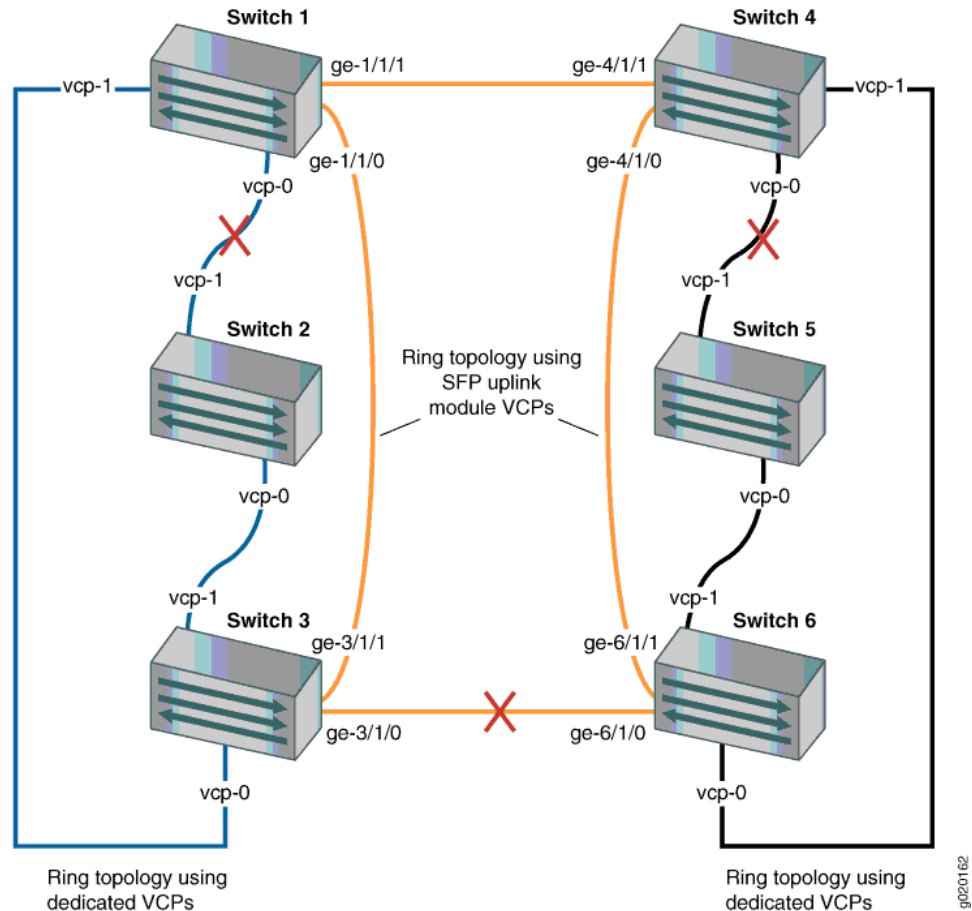 Switch 1
Switch 4
ge-1/1/1
ge-4/1/1
vcp-1
vcp-1
ge-1/1/0
ge-4/1/0
vcp-0
vcp-0
vcp-1
vcp-1
Switch 2
Switch 5
Ring topology using
SFP uplink
module VCPs
vcp-0
vcp-0
vcp-1
vcp-1
Switch 3
Switch 6
ge-3/1/1
ge-6/1/1
ge-3/1/0
ge-6/1/0
vcp-0
vcp-0
Ring topology using
dedicated VCPs
Ring topology using
dedicated VCPs
g020162